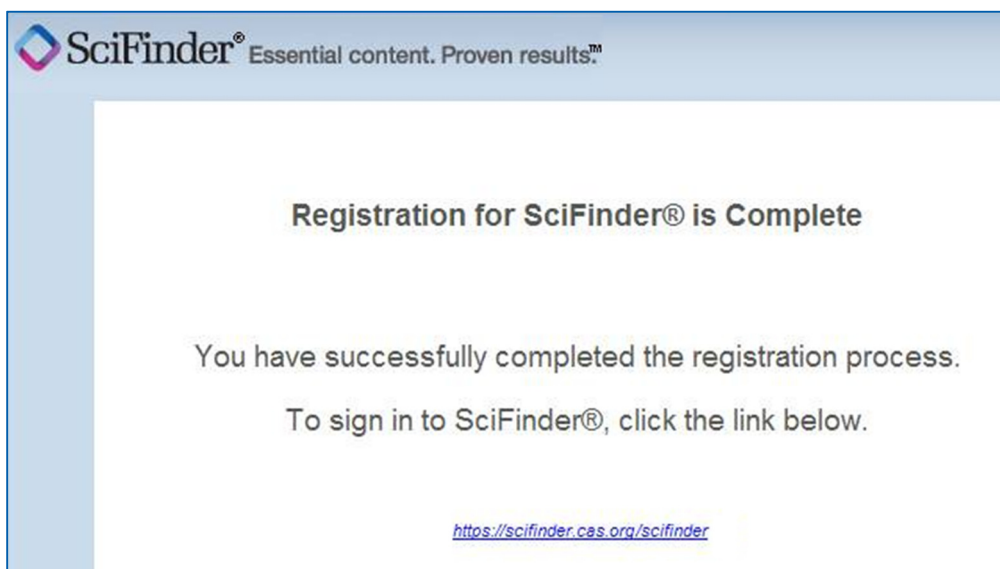 SciFinder® Essential content. Proven results.™
Registration for SciFinder® is Complete
You have successfully completed the registration process.
To sign in to SciFinder®, click the link below.
https://scifinder.cas.org/scifinder